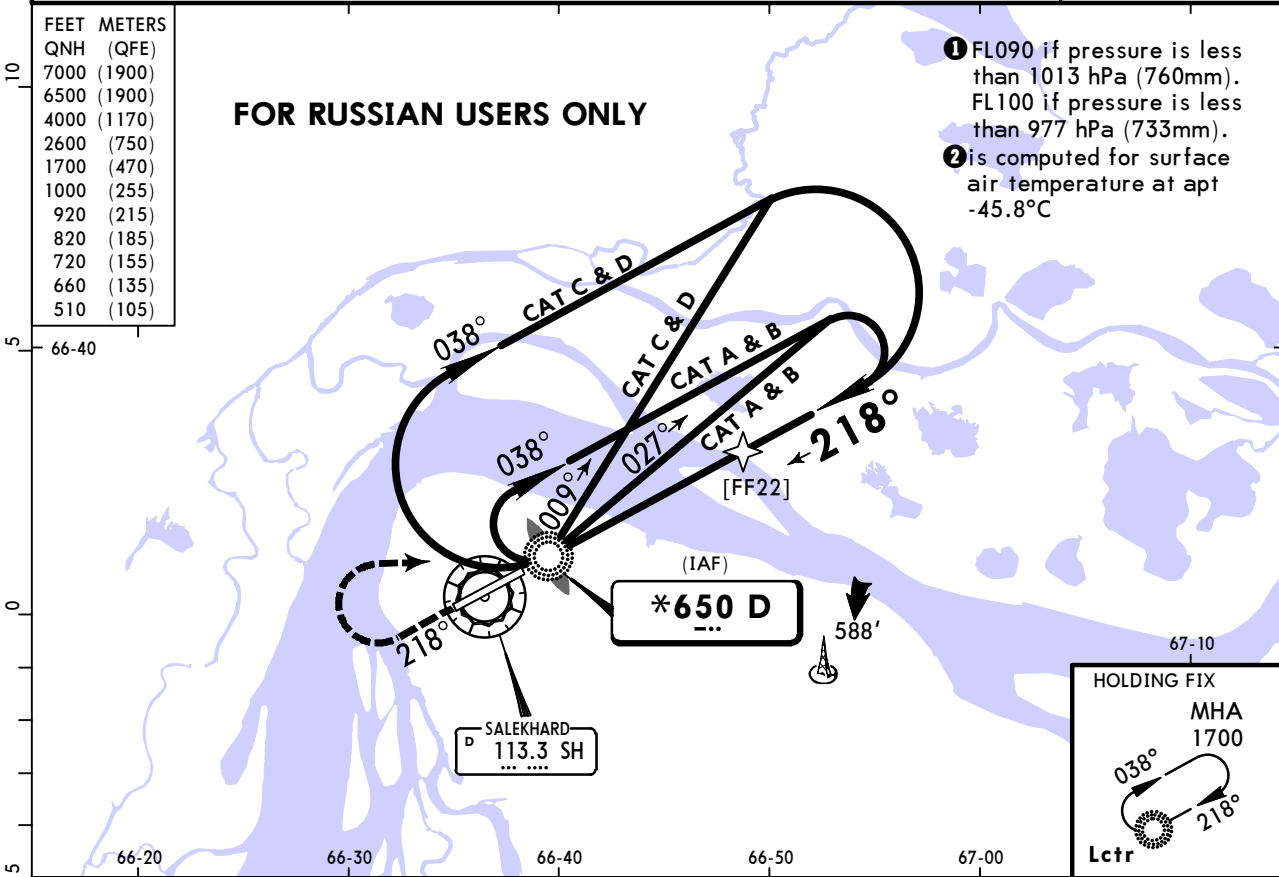 FEET METERS
QNH (QFE)
7000 (1900)
6500 (1900)
4000 (1170)
2600 (750)
1700 (470)
1000 (255)
920 (215)
820 (185)
720 (155)
660 (135)
510 (105)
FOR RUSSIAN USERS ONLY
❶ FL090 if pressure is less
than 1013 hPa (760mm).
FL100 if pressure is less
than 977 hPa (733mm).
❷ is computed for surface
air temperature at apt
-45.8°C
10
5
0
5
66-40
CAT C & D
038°
CAT C & D
CAT A & B
CAT A & B
038°
009°
027°
218°
[FF22]
(IAF)
*650 D
588'
218°
SALEKHARD
D 113.3 SH
67-10
HOLDING FIX
MHA
1700
038°
218°
Lctr
66-20
66-30
66-40
66-50
67-00